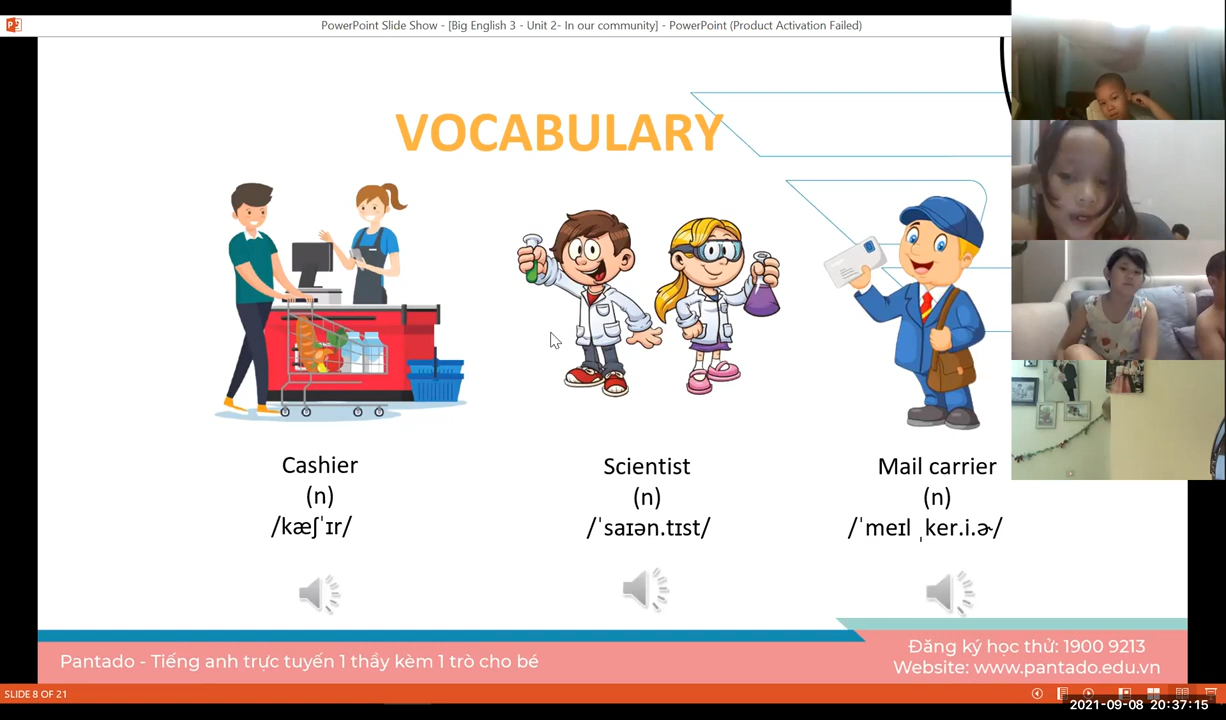 PowerPoint Slide Show - [Big English 3 - Unit 2- In our community] - PowerPoint (Product Activation Failed)
VOCABULARY
Cashier
(n)
/kæʃˈɪr/
Scientist
(n)
/ˈsaɪən.tɪst/
Mail carrier
(n)
/ˈmeɪl ˌker.i.ɚ/
Pantado - Tiếng anh trực tuyến 1 thầy kèm 1 trò cho bé
Đăng ký học thử: 1900 9213
Website: www.pantado.edu.vn
SLIDE 8 OF 21
2021-09-08 20:37:15